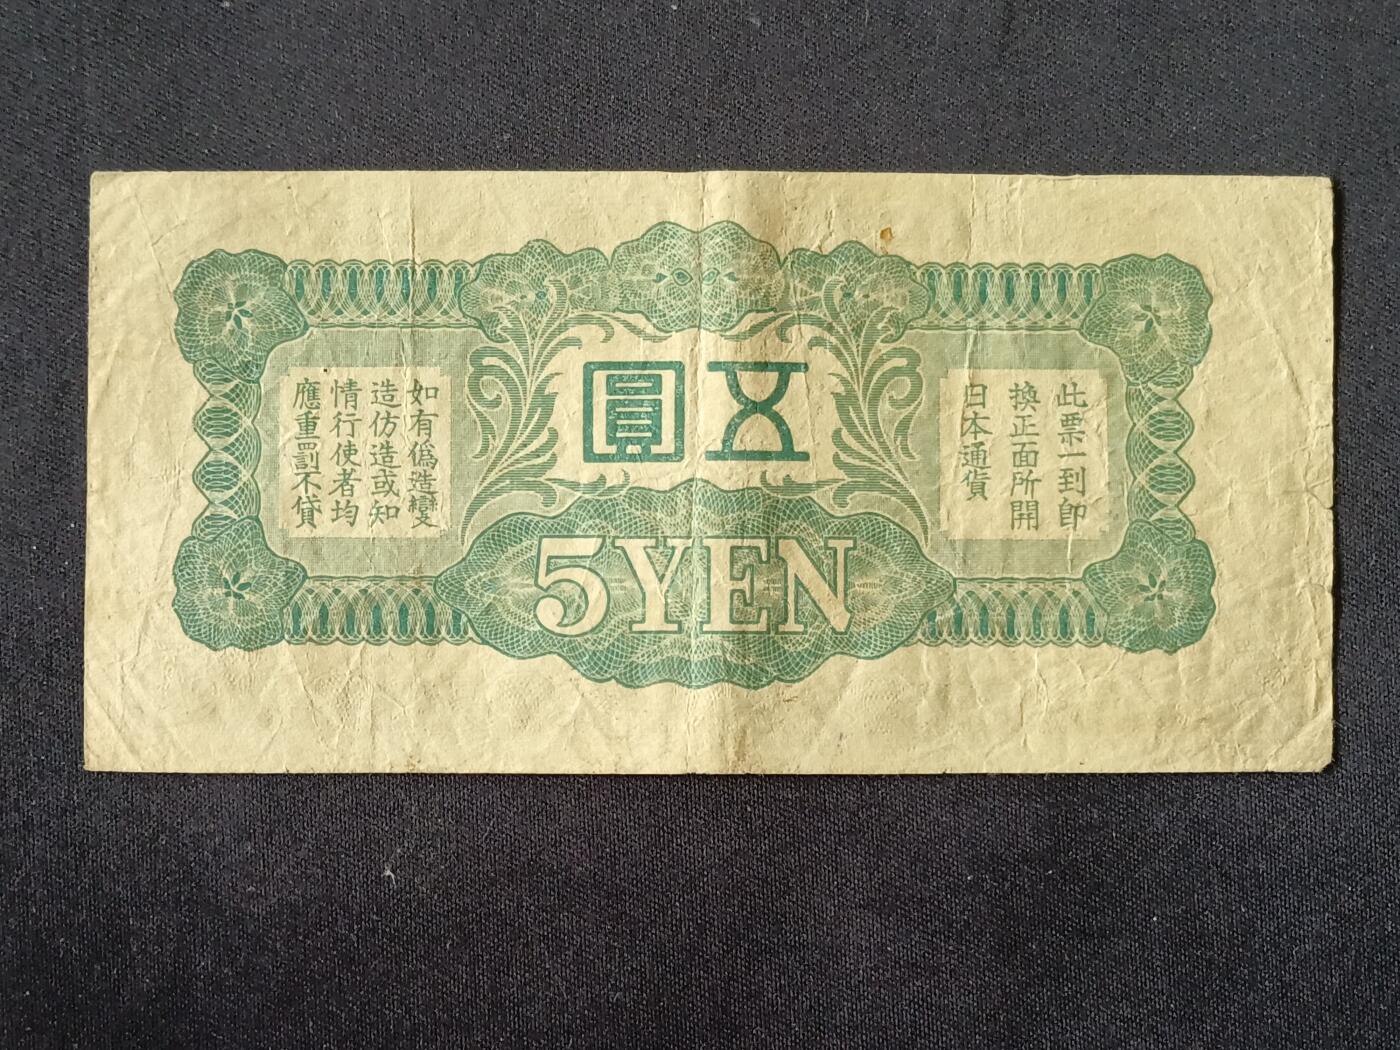 五圓
此票一到即
換正面所開
日本通貨
如有偽造變
造仿造或知
情行使者均
應重罰不貸
5YEN